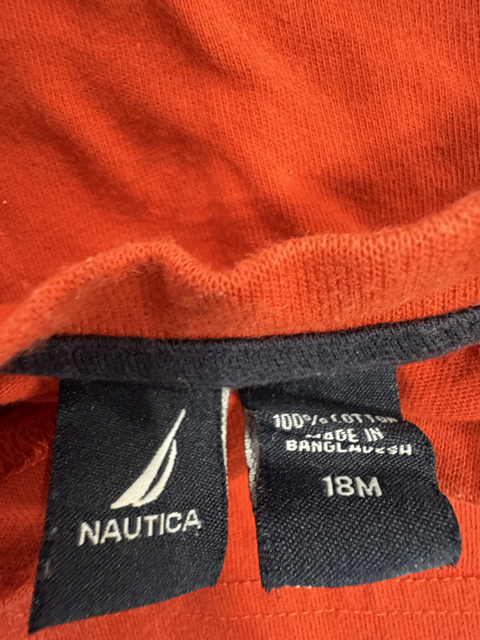 NAUTICA
100% COTTON
MADE IN
BANGLADESH
18M